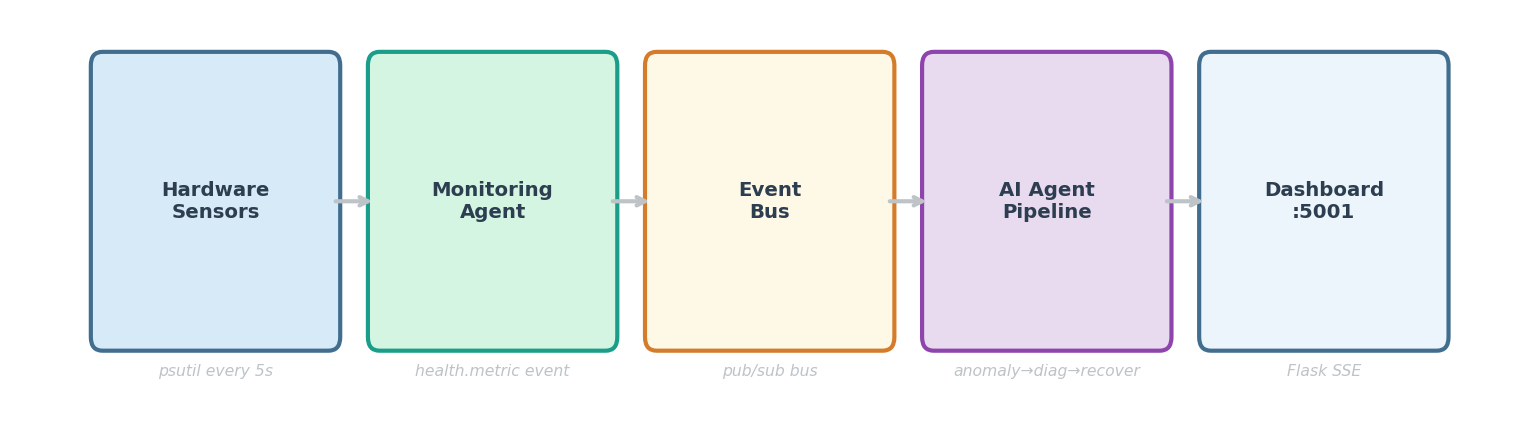 Hardware
Sensors
Monitoring
Agent
Event
Bus
AI Agent
Pipeline
Dashboard
:5001
psutil every 5s
health.metric event
pub/sub bus
anomaly→diag→recover
Flask SSE